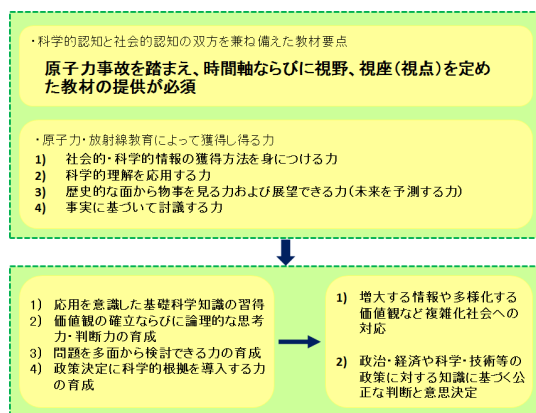 ・科学的認知と社会的認知の双方を兼ね備えた教材要点
原子力事故を踏まえ、時間軸ならびに視野、視座(視点)を定め
た教材の提供が必須
・原子力・放射線教育によって獲得し得る力
1) 社会的・科学的情報の獲得方法を身につける力
2) 科学的理解を応用する力
3) 歴史的な面から物事を見る力および展望できる力(未来を予測する力)
4) 事実に基づいて討議する力
1) 応用を意識した基礎科学知識の習得
2) 価値観の確立ならびに論理的な思考
力・判断力の育成
3) 問題を多面から検討できる力の育成
4) 政策決定に科学的根拠を導入する力
の育成
1) 増大する情報や多様化する
価値観など複雑化社会への
対応
2) 政治・経済や科学・技術等の
政策に対する知識に基づく公
正な判断と意思決定